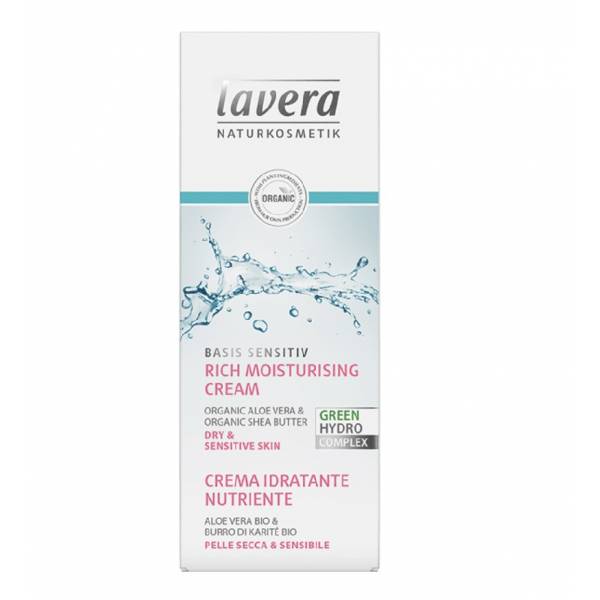 lavera
NATURKOSMETIK
ORGANIC
BASIS SENSITIV
RICH MOISTURISING
CREAM
ORGANIC ALOE VERA &
ORGANIC SHEA BUTTER
DRY &
SENSITIVE SKIN
GREEN
HYDRO
COMPLEX
CREMA IDRATANTE
NUTRIENTE
ALOE VERA BIO &
BURRO DI KARITÉ BIO
PELLE SECCA & SENSIBILE